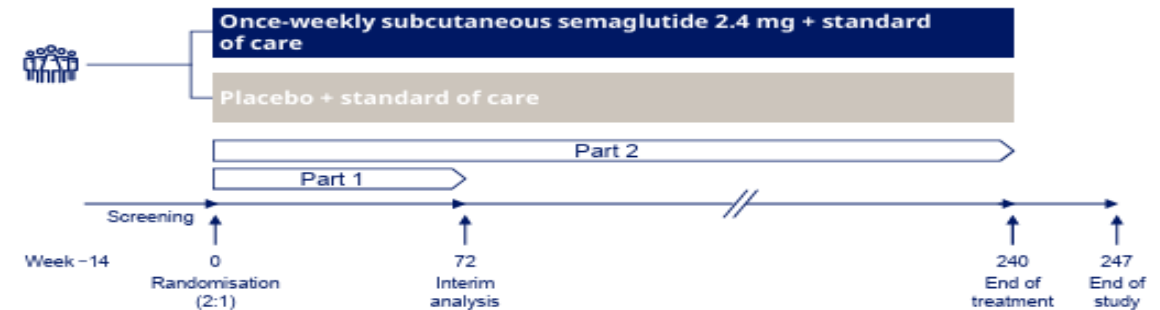 Once-weekly subcutaneous semaglutide 2.4 mg + standard
of care
Placebo + standard of care
Part 2
Part 1
Screening
Week −14
0
Randomisation
(2:1)
72
Interim
analysis
240
End of
treatment
247
End of
study